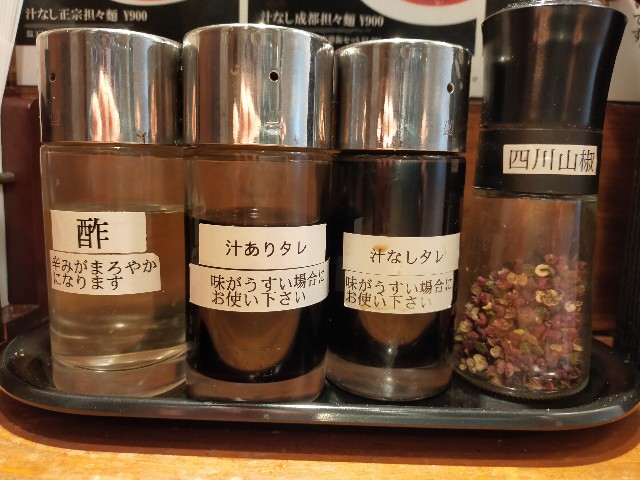 汁なし正宗担々麺 ¥900
汁なし成都担々麺 ¥900
酢
辛みがまろやか
になります
汁ありタレ
味がうすい場合に
お使い下さい
汁なしタレ
味がうすい場合に
お使い下さい
四川山椒